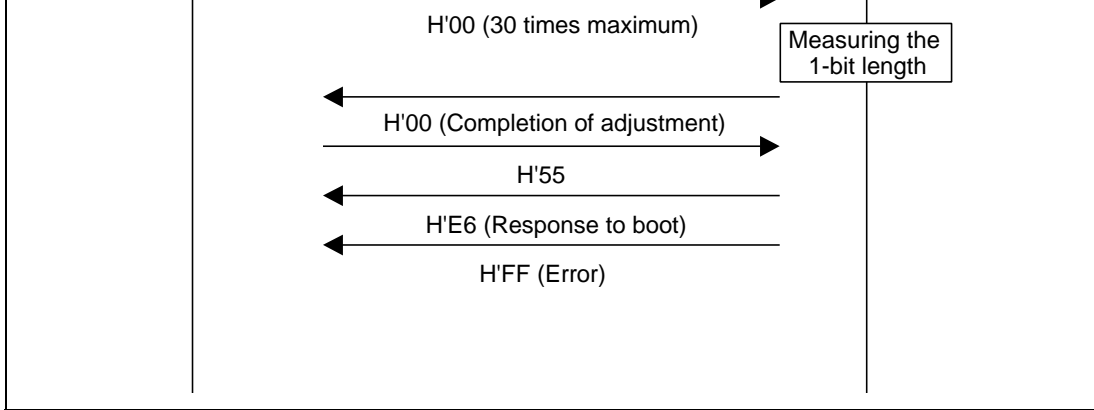 H'00 (30 times maximum)
Measuring the
1-bit length
H'00 (Completion of adjustment)
H'55
H'E6 (Response to boot)
H'FF (Error)